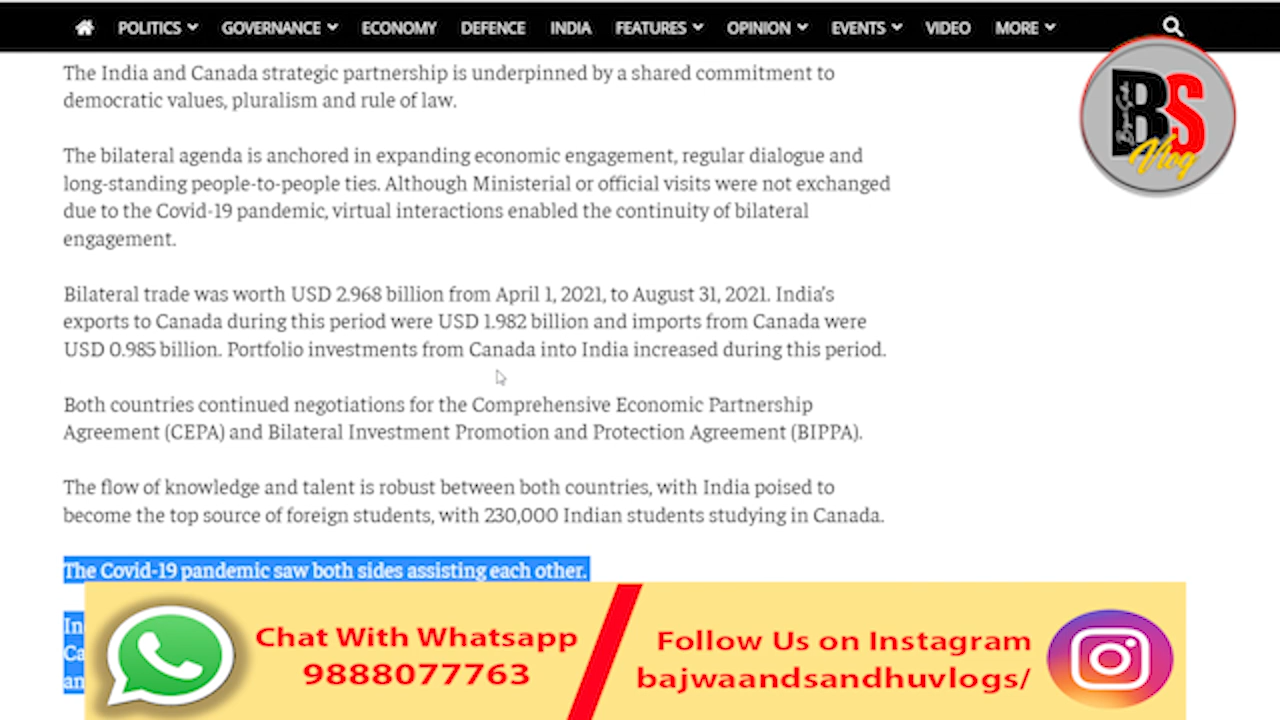 POLITICS GOVERNANCE ECONOMY DEFENCE INDIA FEATURES OPINION EVENTS VIDEO MORE
The India and Canada strategic partnership is underpinned by a shared commitment to
democratic values, pluralism and rule of law.
The bilateral agenda is anchored in expanding economic engagement, regular dialogue and
long-standing people-to-people ties. Although Ministerial or official visits were not exchanged
due to the Covid-19 pandemic, virtual interactions enabled the continuity of bilateral
engagement.
Bilateral trade was worth USD 2.968 billion from April 1, 2021, to August 31, 2021. India's
exports to Canada during this period were USD 1.982 billion and imports from Canada were
USD 0.985 billion. Portfolio investments from Canada into India increased during this period.
Both countries continued negotiations for the Comprehensive Economic Partnership
Agreement (CEPA) and Bilateral Investment Promotion and Protection Agreement (BIPPA).
The flow of knowledge and talent is robust between both countries, with India poised to
become the top source of foreign students, with 230,000 Indian students studying in Canada.
The Covid-19 pandemic saw both sides assisting each other.
BS
Vlog
Chat With Whatsapp
9888077763
Follow Us on Instagram
bajwaandsandhuvlogs/